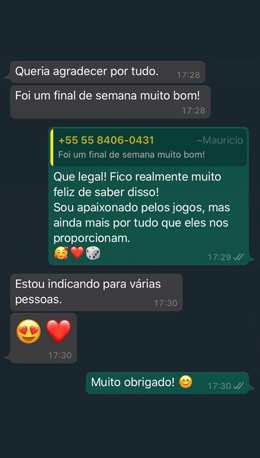 Queria agradecer por tudo.
17:28
Foi um final de semana muito bom!
17:28
+55 55 8406-0431 ~Mauricio
Foi um final de semana muito bom!
Que legal! Fico realmente muito
feliz de saber disso!
Sou apaixonado pelos jogos, mas
ainda mais por tudo que eles nos
proporcionam.
🥰❤️🎲
17:29
Estou indicando para várias
pessoas.
17:30
😍❤️
17:30
Muito obrigado! 😊 17:30